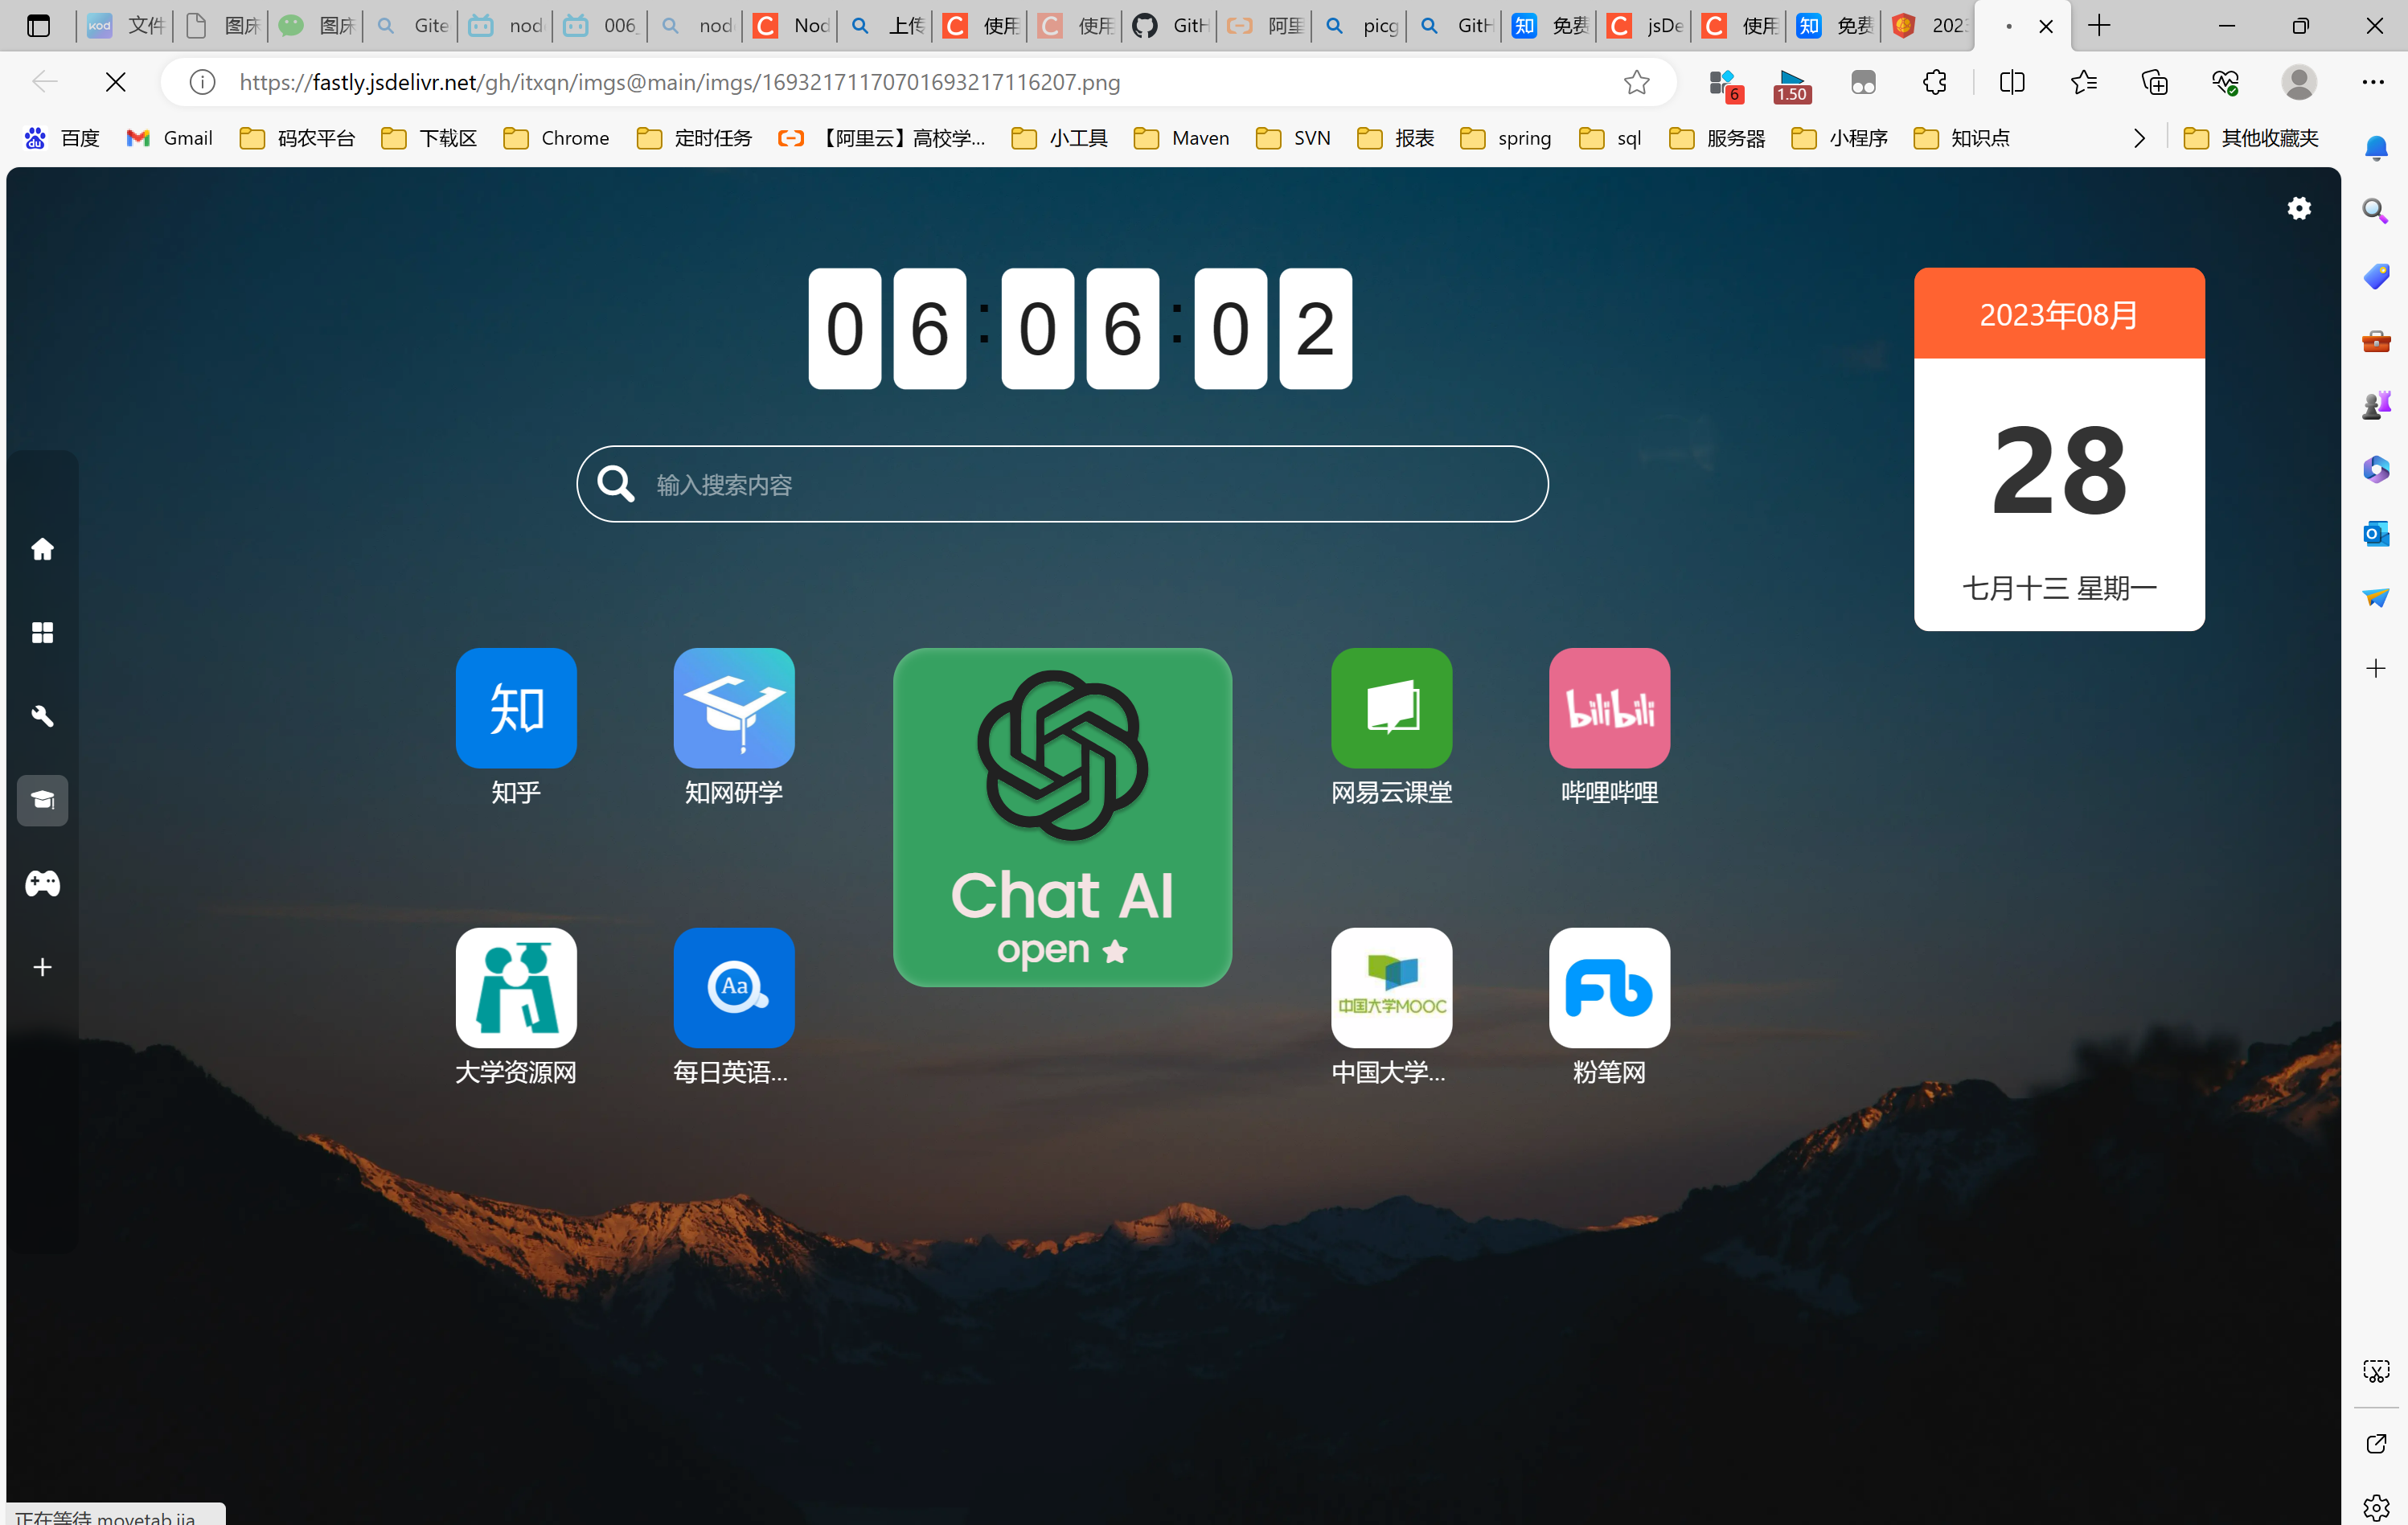 文件
图床
图床
Gite
nod
006_
nod
Nod
上传
使用
使用
GitH
阿里
picg
GitH
免费
jsDe
使用
免费
202
https://fastly.jsdelivr.net/gh/itxqn/imgs@main/imgs/16932171170701693217116207.png
6
1.50
百度
Gmail
码农平台
下载区
Chrome
定时任务
【阿里云】高校学...
小工具
Maven
SVN
报表
spring
sql
服务器
小程序
知识点
其他收藏夹
06:06:02
2023年08月
28
七月十三 星期一
输入搜索内容
知
知乎
知网研学
Chat AI
open
网易云课堂
bilibili
哔哩哔哩
大学资源网
Aa
每日英语...
中国大学MOOC
中国大学...
Fb
粉笔网
正在等待 movetab.jia